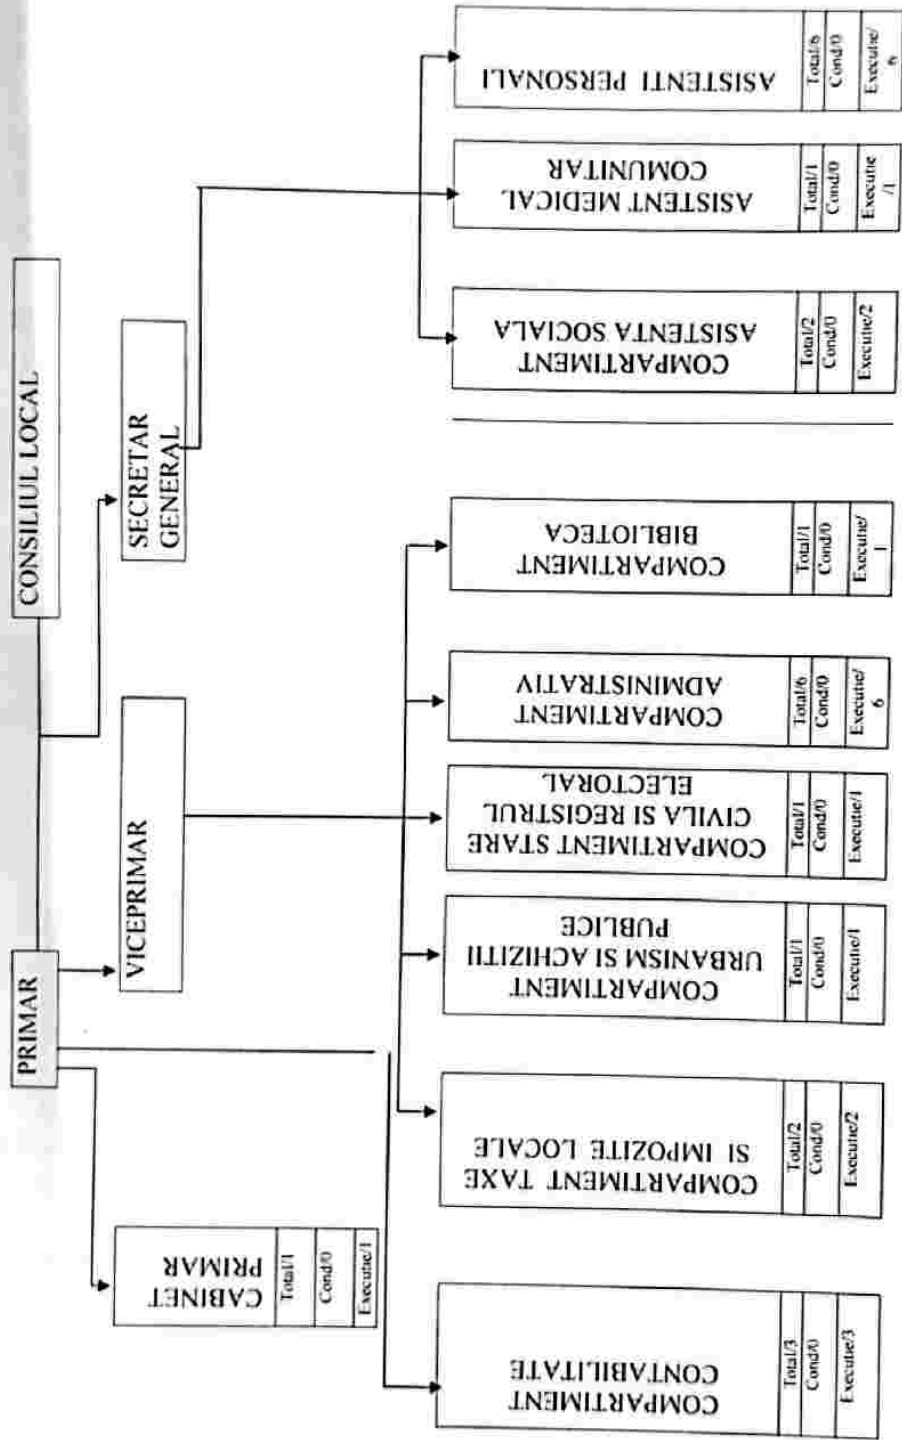 CONSILIUL LOCAL
PRIMAR
SECRETAR
GENERAL
VICEPRIMAR
CABINET
PRIMAR
Total/1
Cond/0
Executie/1
COMPARTIMENT
CONTABILITATE
Total/3
Cond/0
Executie/3
COMPARTIMENT TAXE
SI IMPOZITE LOCALE
Total/2
Cond/0
Executie/2
COMPARTIMENT
URBANISM SI ACHIZITII
PUBLICE
Total/1
Cond/0
Executie/1
COMPARTIMENT STARE
CIVILA SI REGISTRUL
ELECTORAL
Total/1
Cond/0
Executie/1
COMPARTIMENT
ADMINISTRATIV
Total/6
Cond/0
Executie/
6
COMPARTIMENT
BIBLIOTECA
Total/1
Cond/0
Executie/
1
COMPARTIMENT
ASISTENTA SOCIALA
Total/2
Cond/0
Executie/2
ASISTENT MEDICAL
COMUNITAR
Total/1
Cond/0
Executie
/1
ASISTENTI PERSONALI
Total/6
Cond/0
Executie/
6